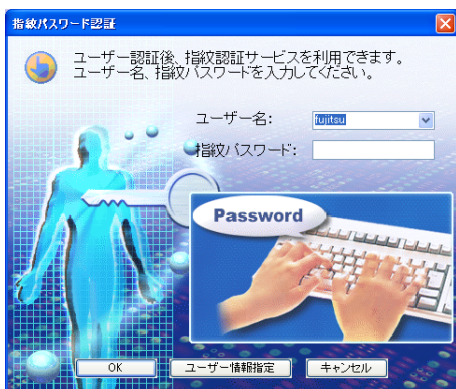 指紋パスワード認証
ユーザー認証後、指紋認証サービスを利用できます。
ユーザー名、指紋パスワードを入力してください。
ユーザー名:
fujitsu
指紋パスワード:
Password
OK
ユーザー情報指定
キャンセル